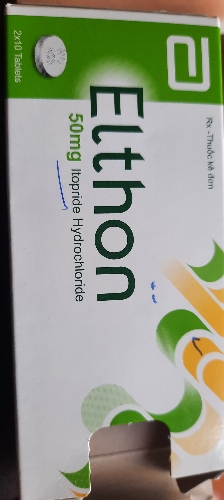 Rx -Thuốc kê đơn
Elthon
50mg Itopride Hydrochloride
2x10 Tablets